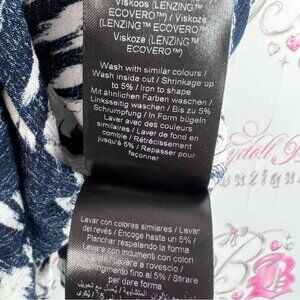 Viskoos (LENZING™
ECOVERO™) / Viskoze
(LENZING™ ECOVERO™) /
Viskoză (LENZING™
ECOVERO™)
Wash with similar colours /
Wash inside out / Shrinkage up
to 5% / Iron to shape
Mit ähnlichen Farben waschen /
Linksseitig waschen / Bis zu 5%
Schrumpfung / In Form bügeln
Laver avec des couleurs
similaires / Laver de fond en
comble / Rétrécissement
jusqu'à 5% / Repasser pour
façonner
Lavar con colores similares / Lavar
del revés / Encoge hasta un 5% /
Planchar respetando la forma
Lavare con indumenti con colori
simili / Lavare a rovescio /
Restringimento fino al 5% / Stirare
per dare forma